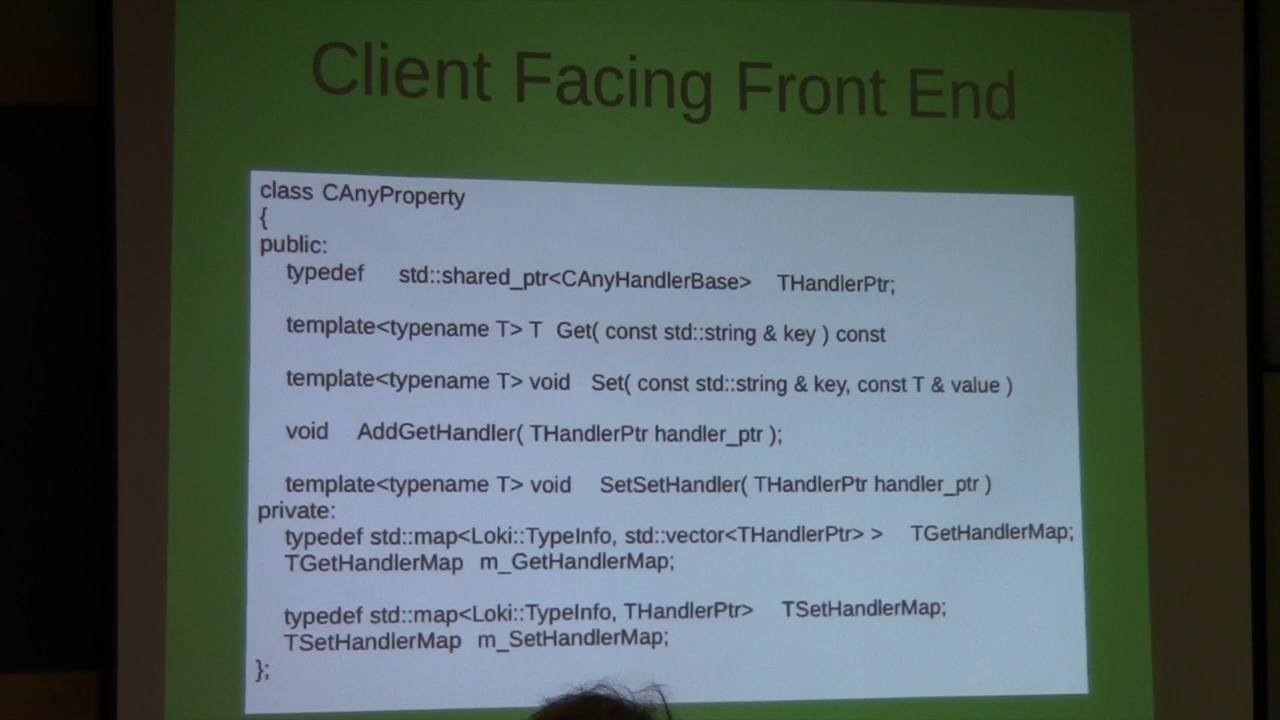 Client Facing Front End
class CAnyProperty
{
public:
typedef std::shared_ptr<CAnyHandlerBase> THandlerPtr;
template<typename T> T Get( const std::string & key ) const
template<typename T> void Set( const std::string & key, const T & value )
void AddGetHandler( THandlerPtr handler_ptr );
template<typename T> void SetSetHandler( THandlerPtr handler_ptr )
private:
typedef std::map<Loki::TypeInfo, std::vector<THandlerPtr> > TGetHandlerMap;
TGetHandlerMap m_GetHandlerMap;
typedef std::map<Loki::TypeInfo, THandlerPtr> TSetHandlerMap;
TSetHandlerMap m_SetHandlerMap;
};